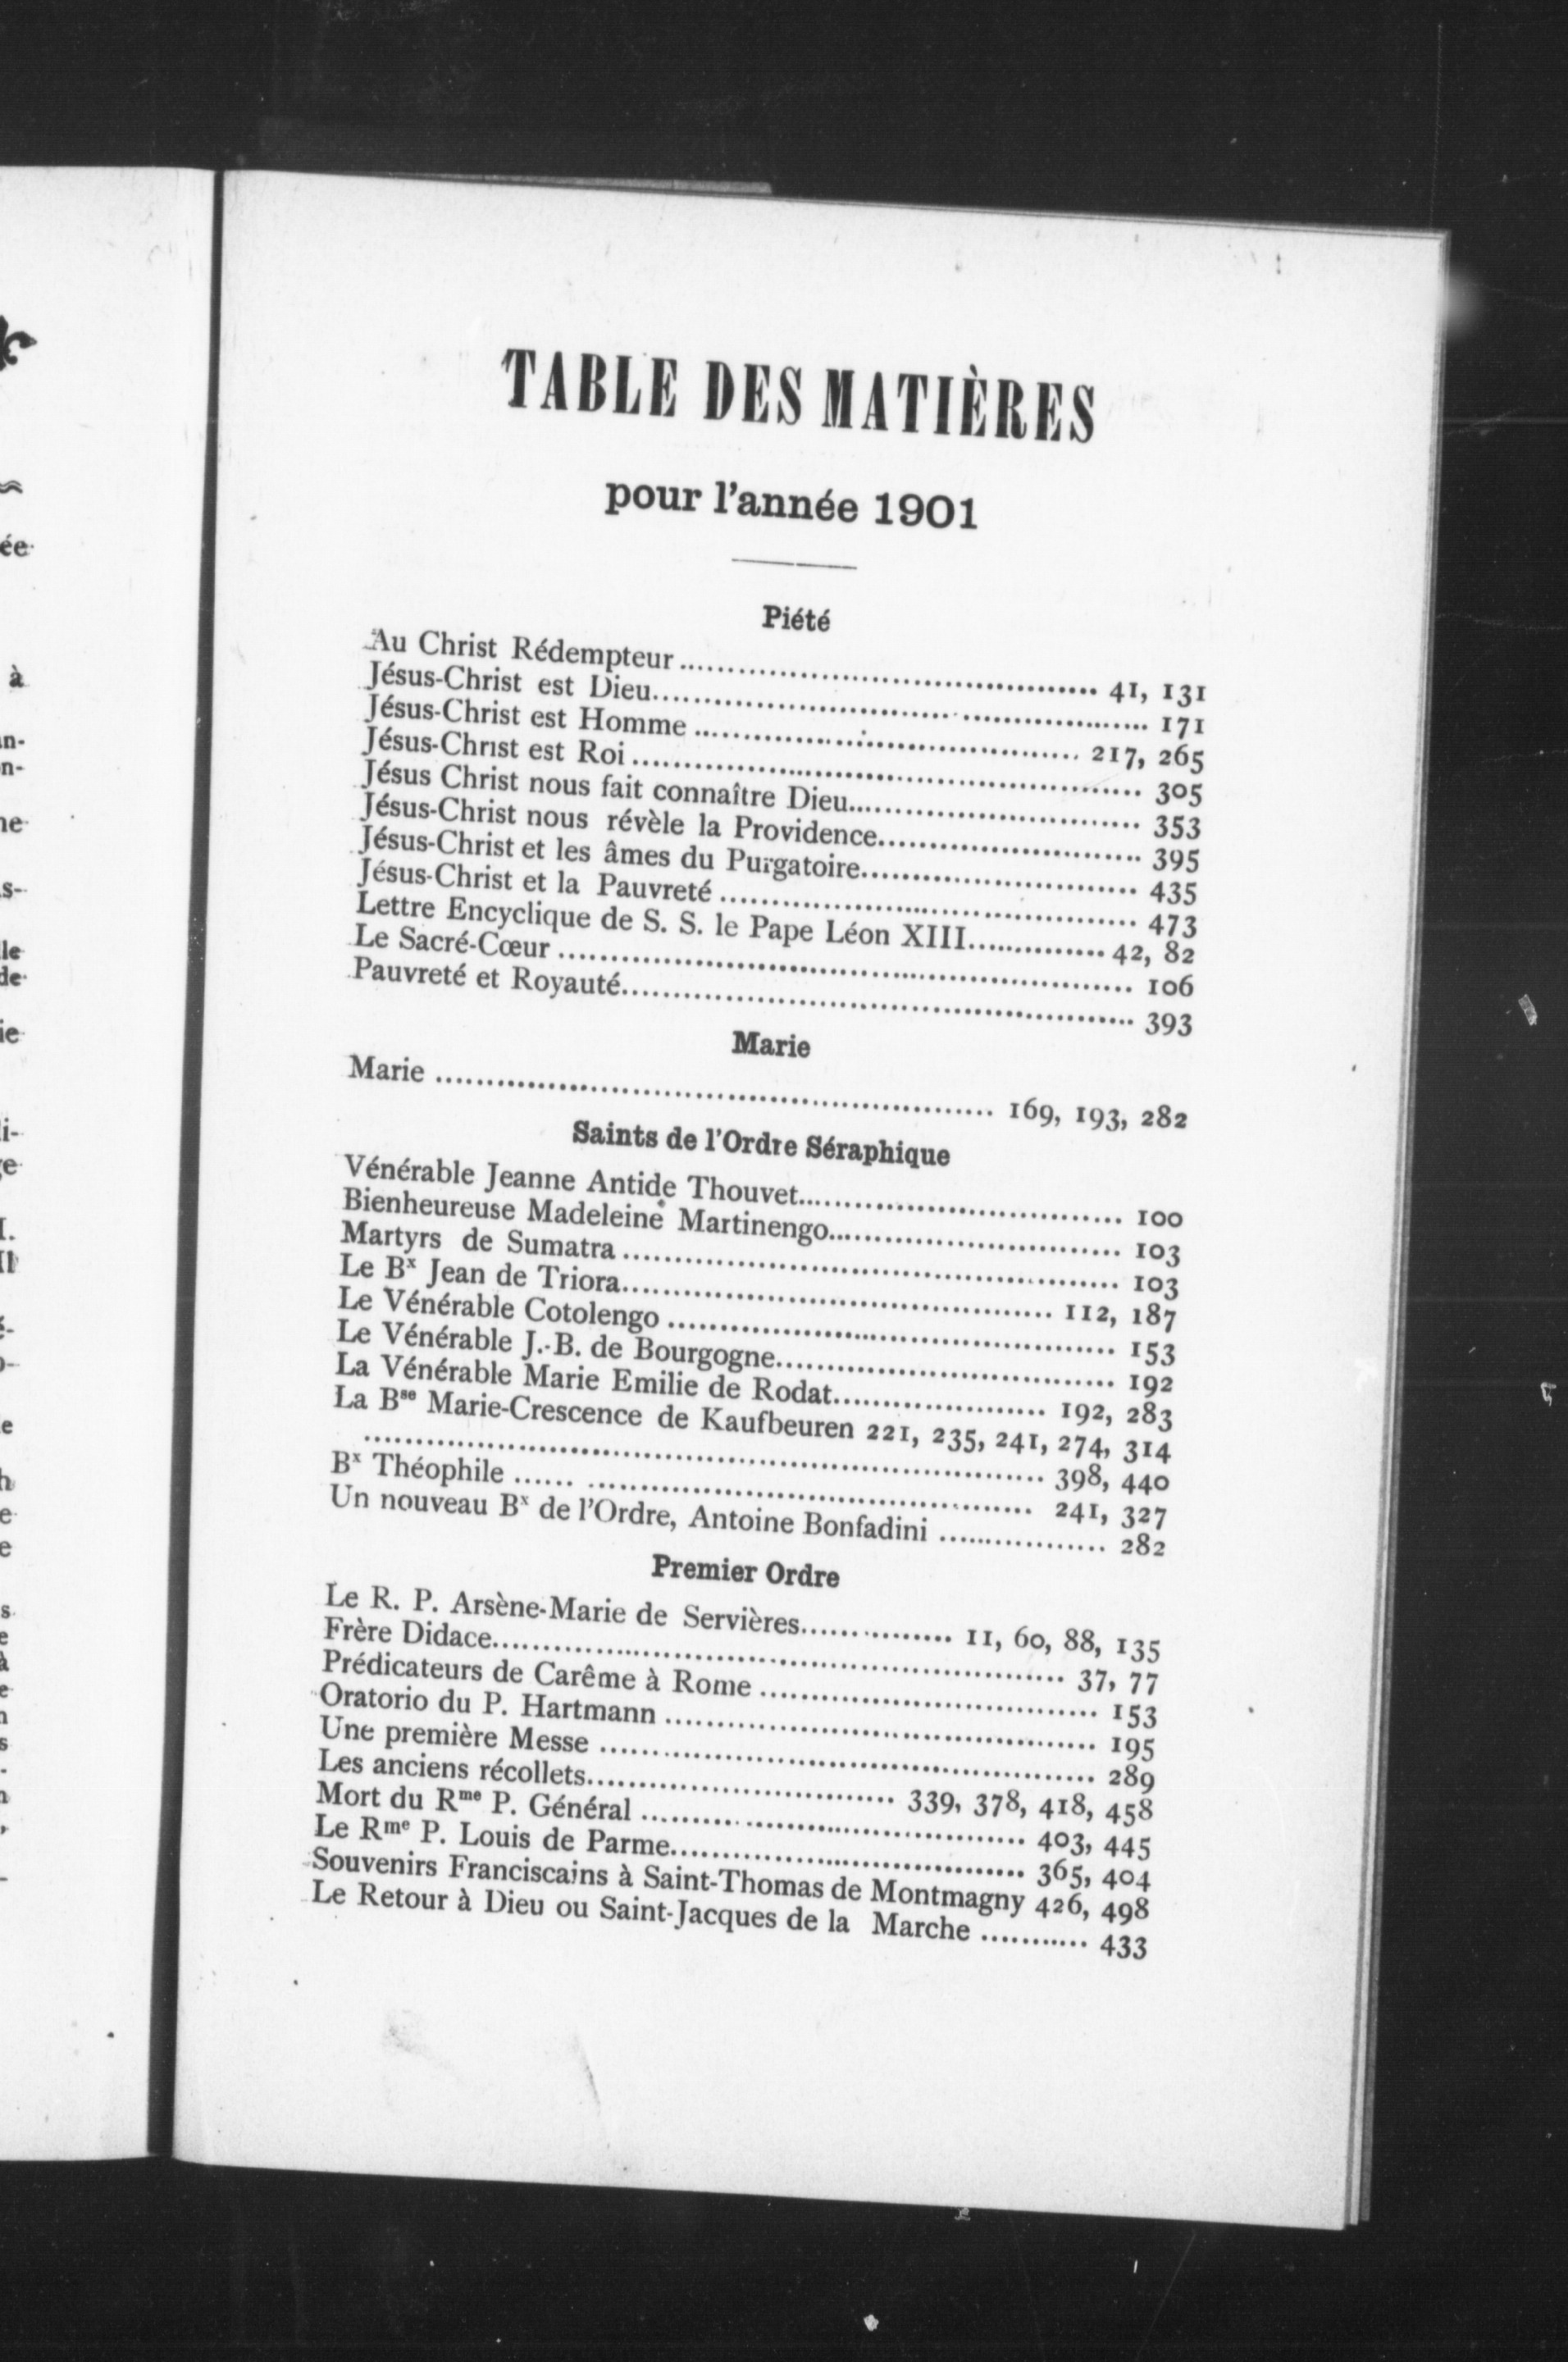 TABLE DES MATIÈRES
pour l'année 1901
Piété
Au Christ Rédempteur ........ 41, 131
Jésus-Christ est Dieu........ 171
Jésus-Christ est Homme ........ 217, 265
Jésus-Christ est Roi ........ 305
Jésus Christ nous fait connaître Dieu........ 353
Jésus-Christ nous révèle la Providence........ 395
Jésus-Christ et les âmes du Purgatoire........ 435
Jésus-Christ et la Pauvreté ........ 473
Lettre Encyclique de S. S. le Pape Léon XIII........ 42, 82
Le Sacré-Cœur ........ 106
Pauvreté et Royauté........ 393
Marie
Marie ........ 169, 193, 282
Saints de l'Ordre Séraphique
Vénérable Jeanne Antide Thouvet........ 100
Bienheureuse Madeleine Martinengo........ 103
Martyrs de Sumatra ........ 103
Le Bx Jean de Triora........ 112, 187
Le Vénérable Cotolengo ........ 153
Le Vénérable J.-B. de Bourgogne........ 192
La Vénérable Marie Emilie de Rodat........ 192, 283
La Bse Marie-Crescence de Kaufbeuren 221, 235, 241, 274, 314
........ 398, 440
Bx Théophile ........ 241, 327
Un nouveau Bx de l'Ordre, Antoine Bonfadini ........ 282
Premier Ordre
Le R. P. Arsène-Marie de Servières........ 11, 60, 88, 135
Frère Didace........ 37, 77
Prédicateurs de Carême à Rome ........ 153
Oratorio du P. Hartmann ........ 195
Une première Messe ........ 289
Les anciens récollets........ 339, 378, 418, 458
Mort du Rme P. Général ........ 403, 445
Le Rme P. Louis de Parme........ 365, 404
Souvenirs Franciscains à Saint-Thomas de Montmagny 426, 498
Le Retour à Dieu ou Saint-Jacques de la Marche ........ 433